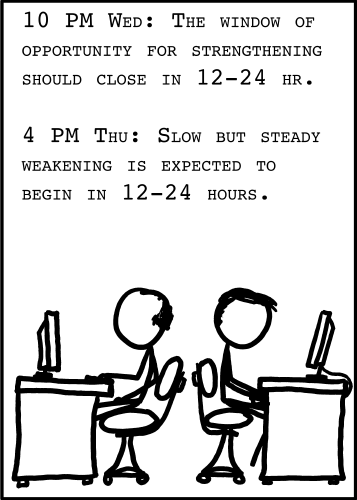 10 PM Wed: The window of
opportunity for strengthening
should close in 12-24 hr.
4 PM Thu: Slow but steady
weakening is expected to
begin in 12-24 hours.